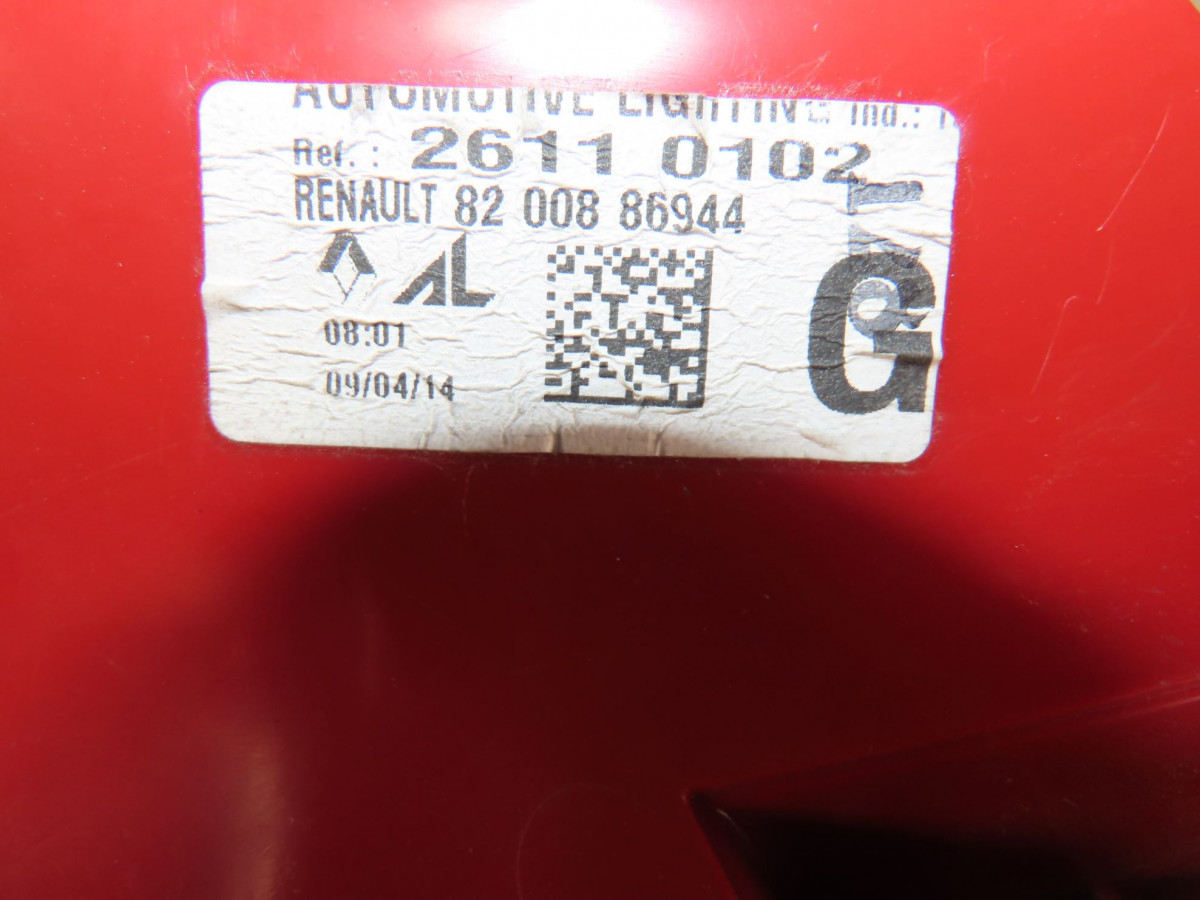 AUTOMOTIVE LIGHTING Ind.:
Ref. : 2611 0102
RENAULT 82 008 86944
AL
08:01
09/04/14
G